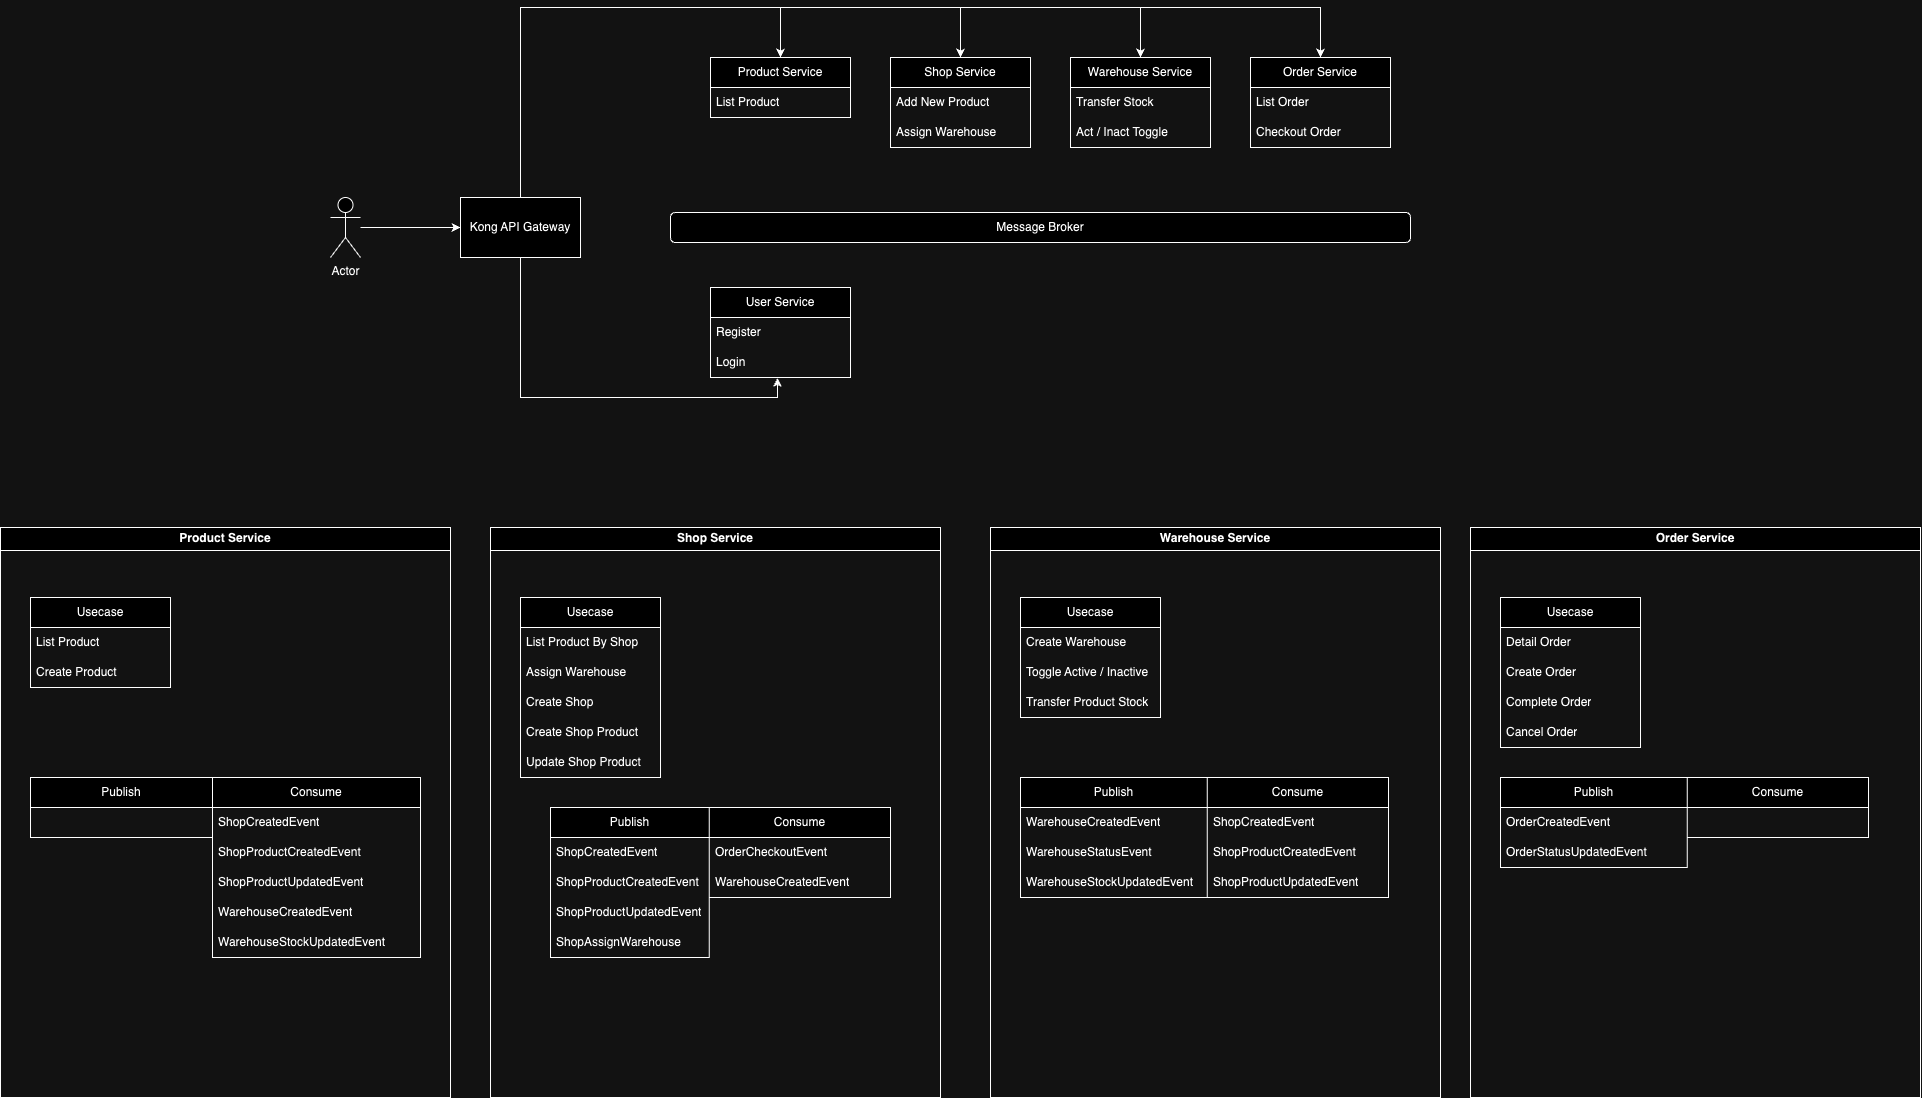 Product Service
List Product
Shop Service
Add New Product
Assign Warehouse
Warehouse Service
Transfer Stock
Act / Inact Toggle
Order Service
List Order
Checkout Order
Actor
Kong API Gateway
Message Broker
User Service
Register
Login
Product Service
Usecase
List Product
Create Product
Publish
Consume
ShopCreatedEvent
ShopProductCreatedEvent
ShopProductUpdatedEvent
WarehouseCreatedEvent
WarehouseStockUpdatedEvent
Shop Service
Usecase
List Product By Shop
Assign Warehouse
Create Shop
Create Shop Product
Update Shop Product
Publish
ShopCreatedEvent
ShopProductCreatedEvent
ShopProductUpdatedEvent
ShopAssignWarehouse
Consume
OrderCheckoutEvent
WarehouseCreatedEvent
Warehouse Service
Usecase
Create Warehouse
Toggle Active / Inactive
Transfer Product Stock
Publish
WarehouseCreatedEvent
WarehouseStatusEvent
WarehouseStockUpdatedEvent
Consume
ShopCreatedEvent
ShopProductCreatedEvent
ShopProductUpdatedEvent
Order Service
Usecase
Detail Order
Create Order
Complete Order
Cancel Order
Publish
OrderCreatedEvent
OrderStatusUpdatedEvent
Consume